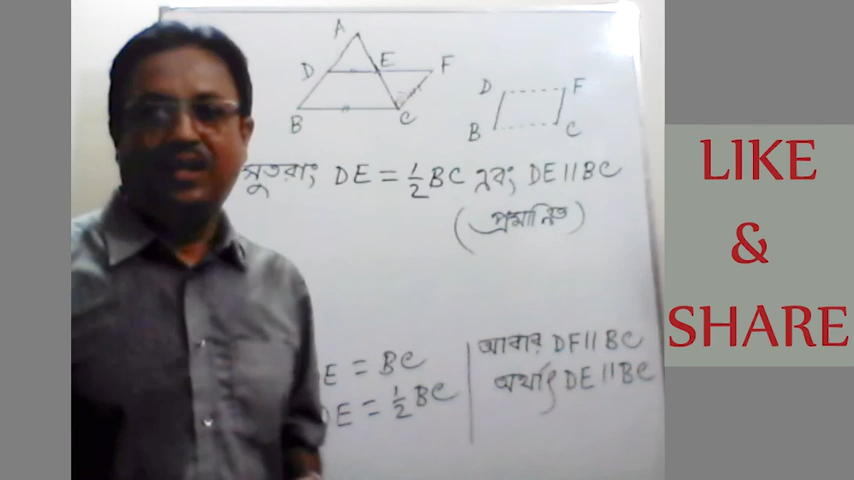 A
D E F
B C
D F
B C
সুতরাং DE = 1/2 BC এবং DE || BC
(প্রমানিত)
E = BC
DE = 1/2 BC
আবার DF || BC
অর্থাৎ DE || BC
LIKE
&
SHARE